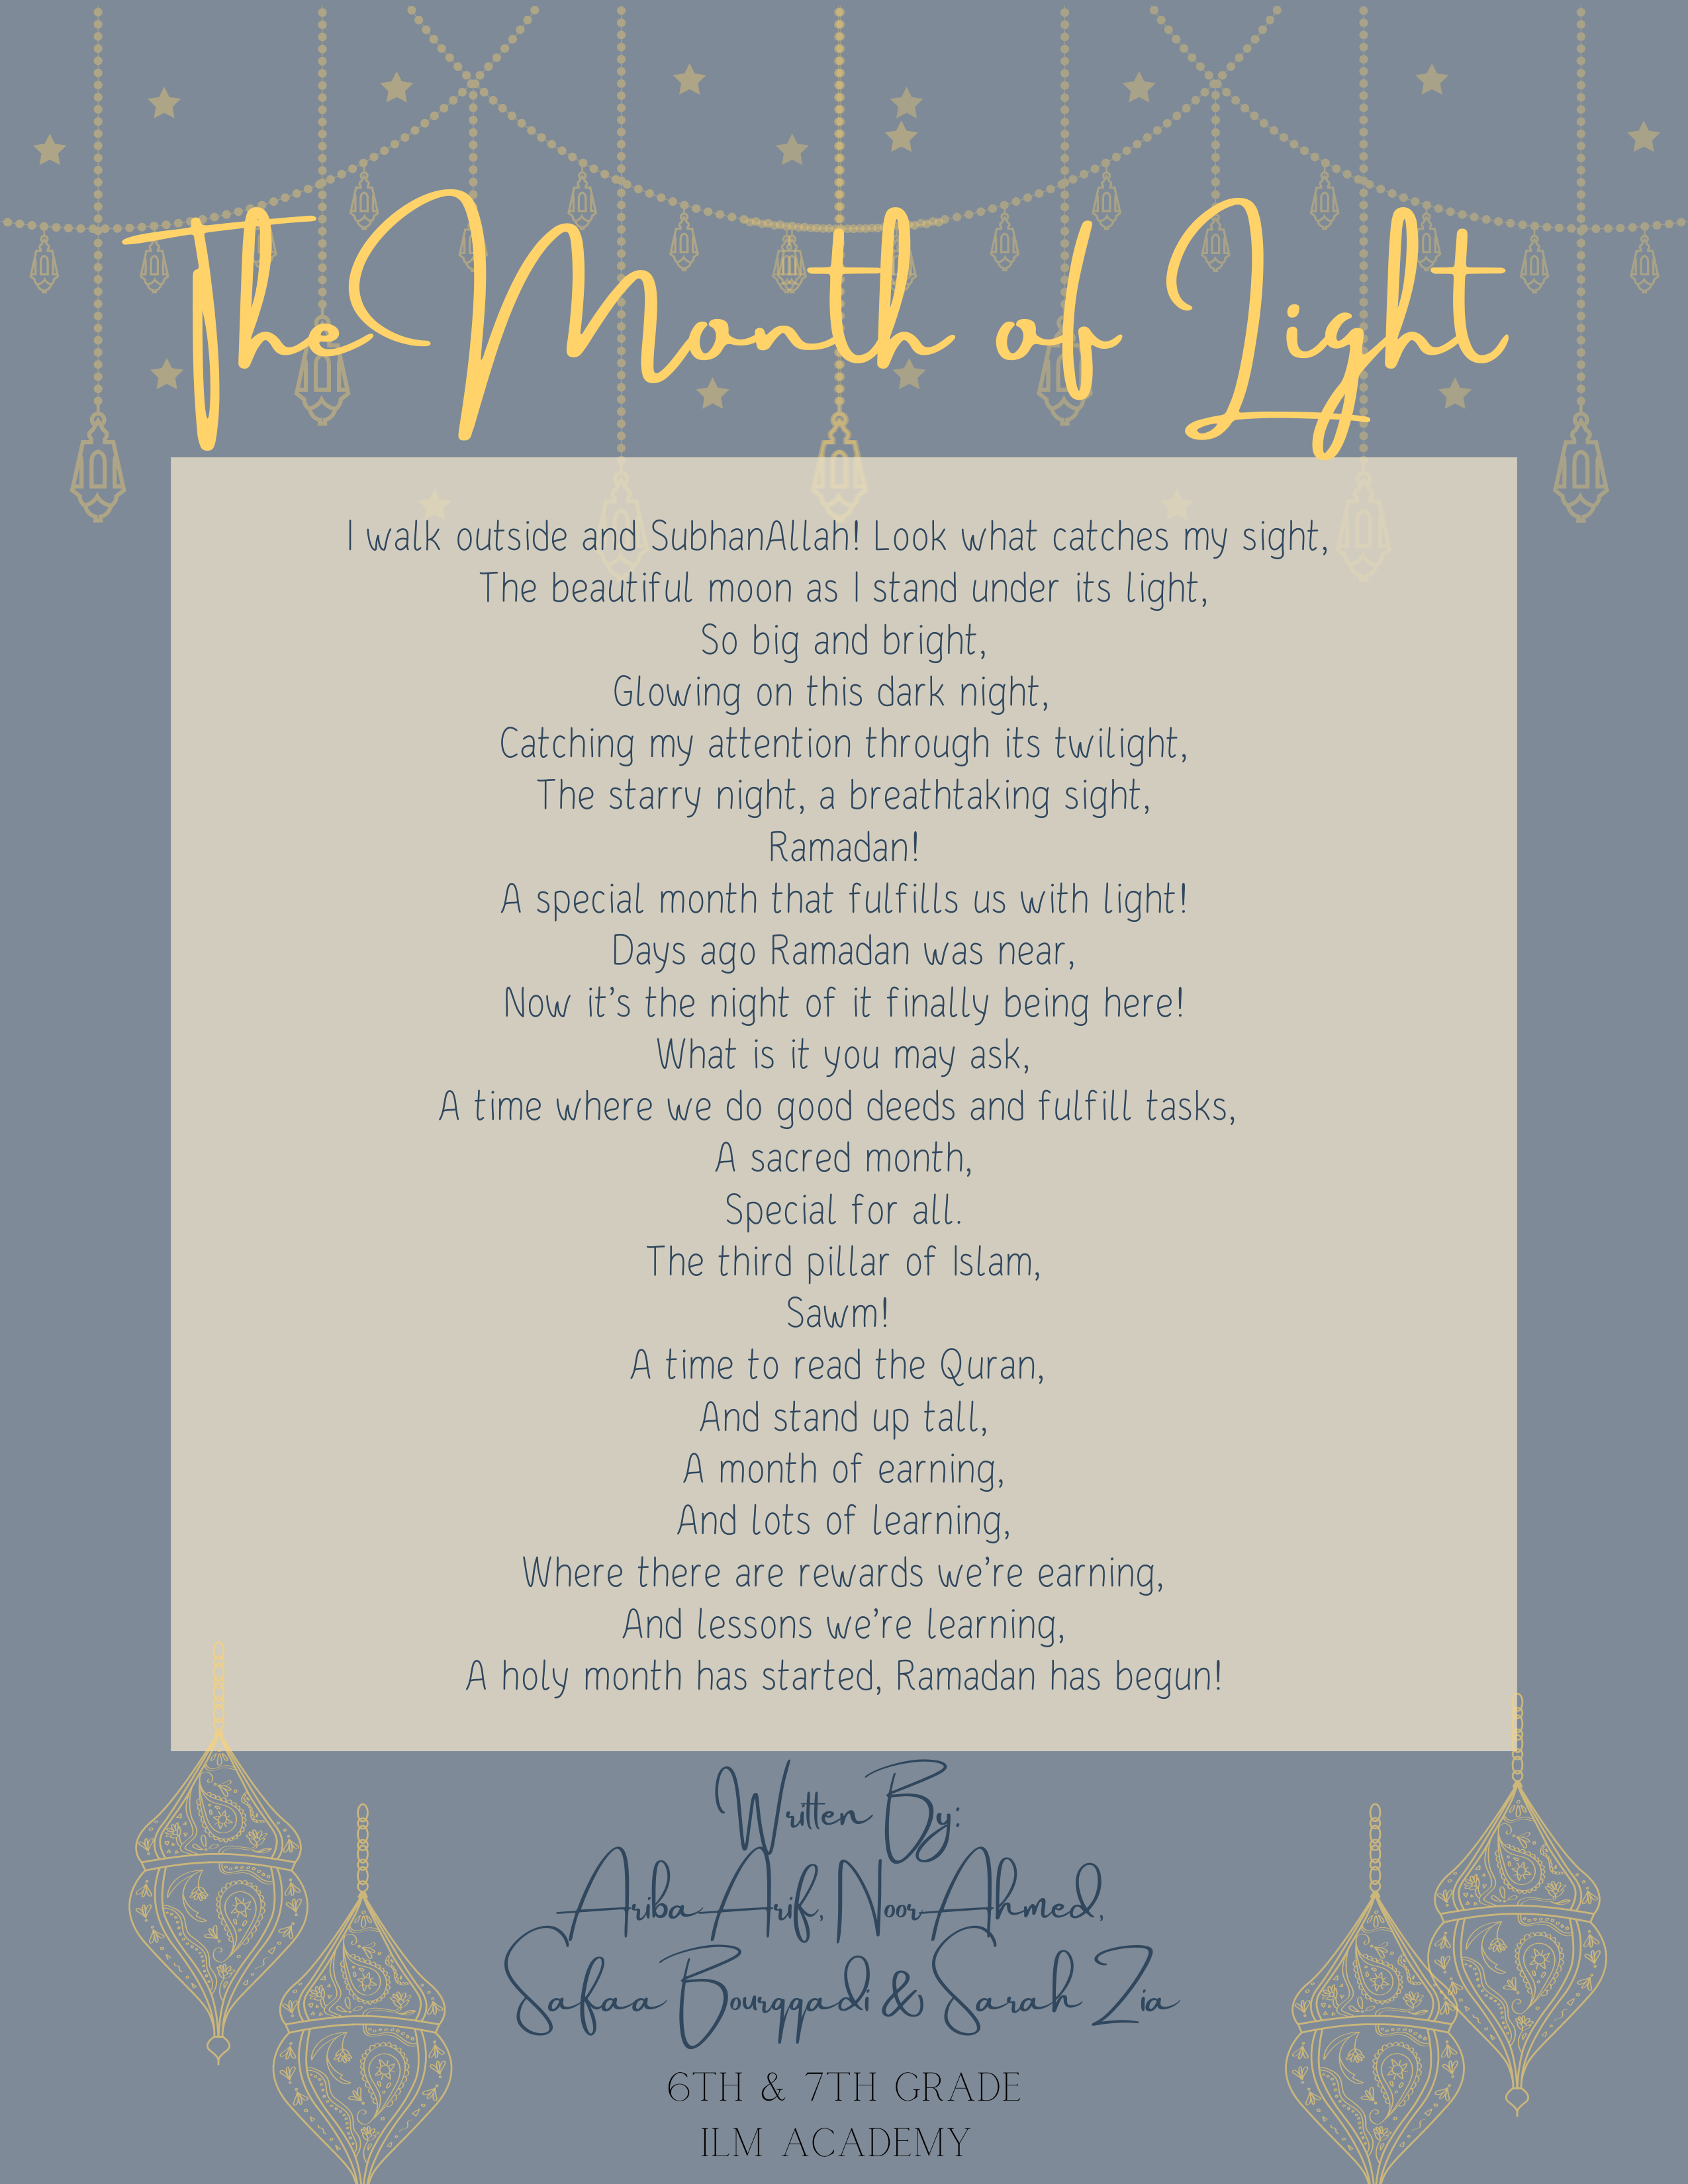 The Month of Light
I walk outside and SubhanAllah! Look what catches my sight,
The beautiful moon as I stand under its light,
So big and bright,
Glowing on this dark night,
Catching my attention through its twilight,
The starry night, a breathtaking sight,
Ramadan!
A special month that fulfills us with light!
Days ago Ramadan was near,
Now it's the night of it finally being here!
What is it you may ask,
A time where we do good deeds and fulfill tasks,
A sacred month,
Special for all.
The third pillar of Islam,
Sawm!
A time to read the Quran,
And stand up tall,
A month of earning,
And lots of learning,
Where there are rewards we're earning,
And lessons we're learning,
A holy month has started, Ramadan has begun!
Written By:
Ariba Arif, Noor Ahmed,
Safaa Bourqqadi & Sarah Zia
6TH & 7TH GRADE
ILM ACADEMY